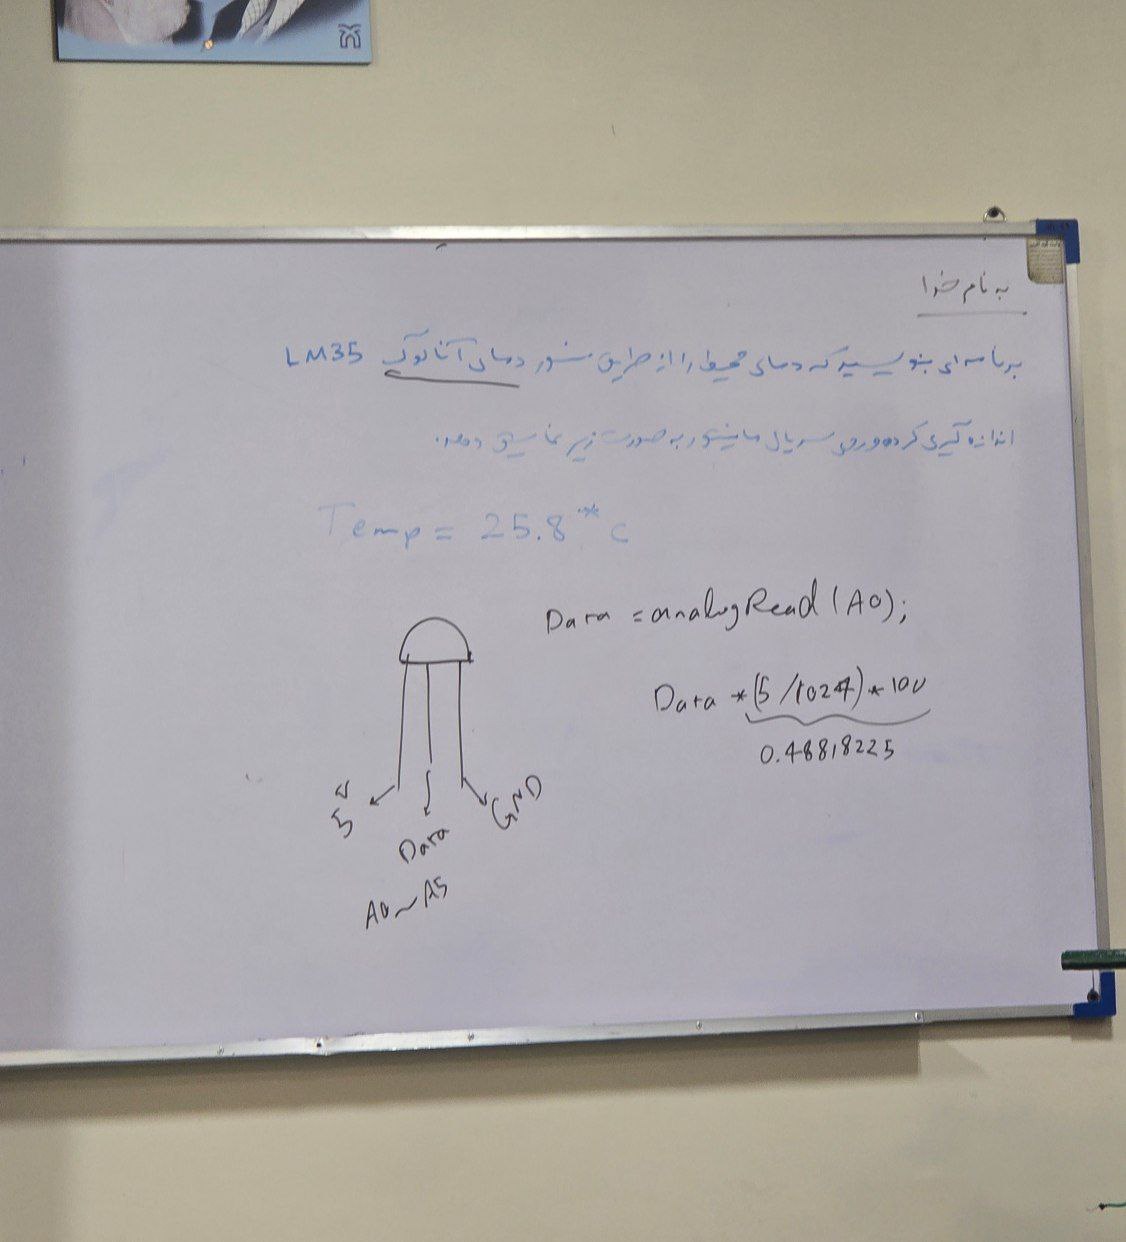 به نام خدا
برنامه ای بنویسید که دمای محیط را از طریق سنسور دمای آنالوگ LM35
اندازه گیری کرده و روی سریال مانیتور به صورت زیر نمایش دهد.
Temp = 25.8 °* c
Data = analogRead (A0);
Data * (5 / 1024) * 100
0.48818225
5V
Data
GND
A0 ~ A5